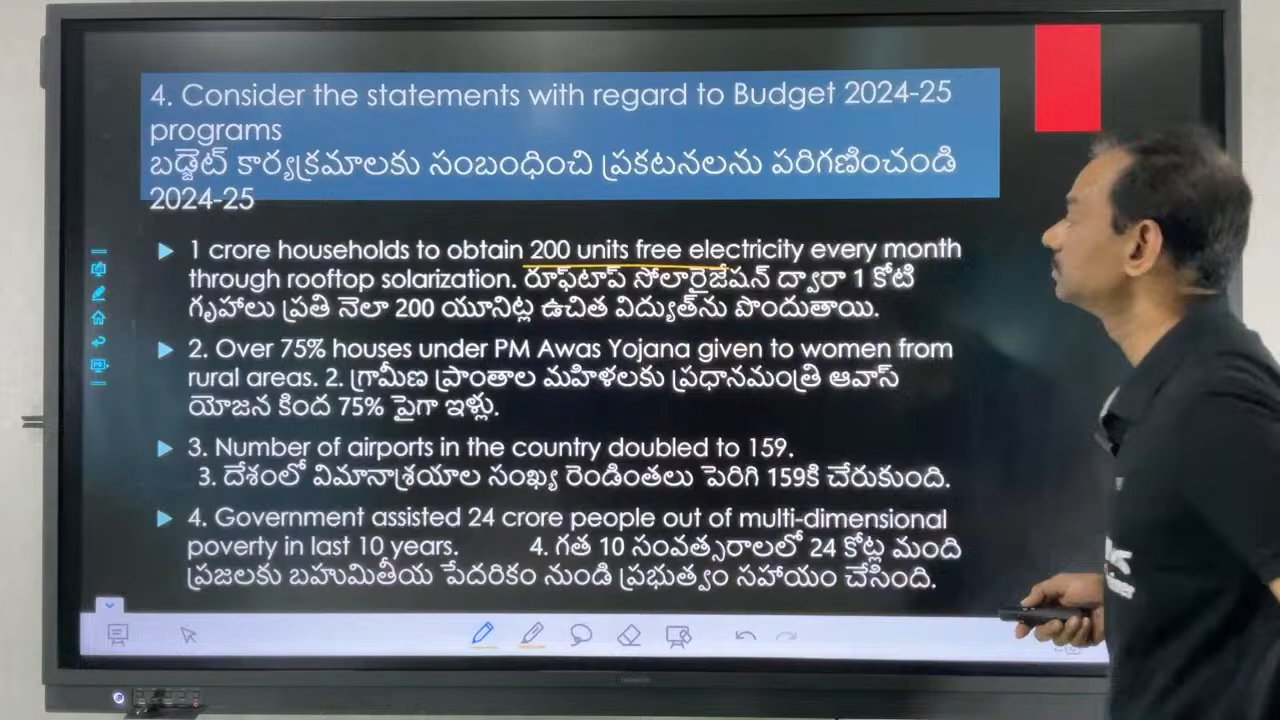 4. Consider the statements with regard to Budget 2024-25
programs
బడ్జెట్ కార్యక్రమాలకు సంబంధించి ప్రకటనలను పరిగణించండి
2024-25
1 crore households to obtain 200 units free electricity every month
through rooftop solarization. రూఫ్‌టాప్ సోలారైజేషన్ ద్వారా 1 కోటి
గృహాలు ప్రతి నెలా 200 యూనిట్ల ఉచిత విద్యుత్‌ను పొందుతాయి.
2. Over 75% houses under PM Awas Yojana given to women from
rural areas. 2. గ్రామీణ ప్రాంతాల మహిళలకు ప్రధానమంత్రి ఆవాస్
యోజన కింద 75% పైగా ఇళ్లు.
3. Number of airports in the country doubled to 159.
3. దేశంలో విమానాశ్రయాల సంఖ్య రెండింతలు పెరిగి 159కి చేరుకుంది.
4. Government assisted 24 crore people out of multi-dimensional
poverty in last 10 years. 4. గత 10 సంవత్సరాలలో 24 కోట్ల మంది
ప్రజలకు బహుమితీయ పేదరికం నుండి ప్రభుత్వం సహాయం చేసింది.